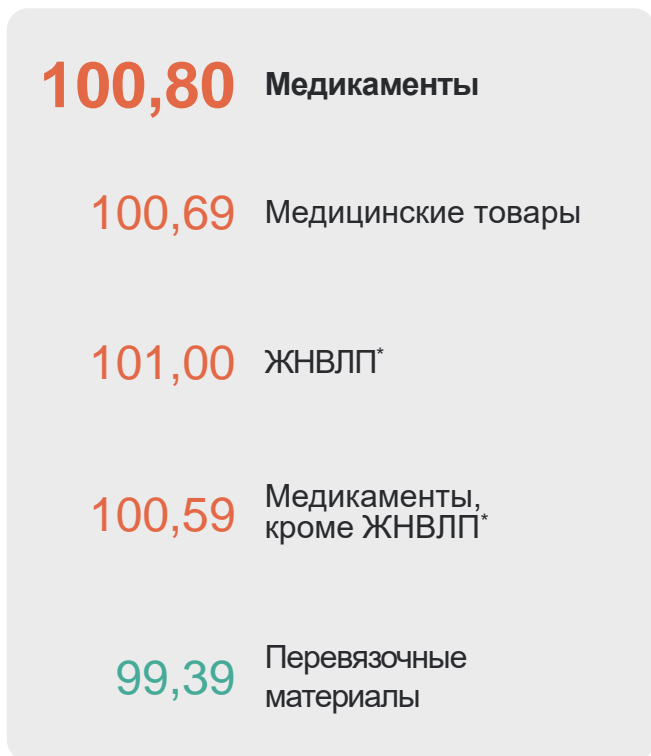 100,80 Медикаменты
100,69 Медицинские товары
101,00 ЖНВЛП*
100,59 Медикаменты,
кроме ЖНВЛП*
99,39 Перевязочные
материалы